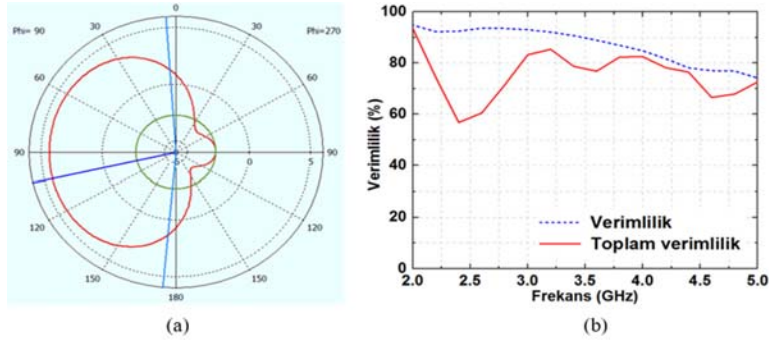 0
Phi= 90
Phi=270
30
30
60
60
90
-5
0
5
90
120
120
150
150
180
(a)
Verimlilik (%)
100
80
60
40
20
0
Verimlilik
Toplam verimlilik
2.0 2.5 3.0 3.5 4.0 4.5 5.0
Frekans (GHz)
(b)